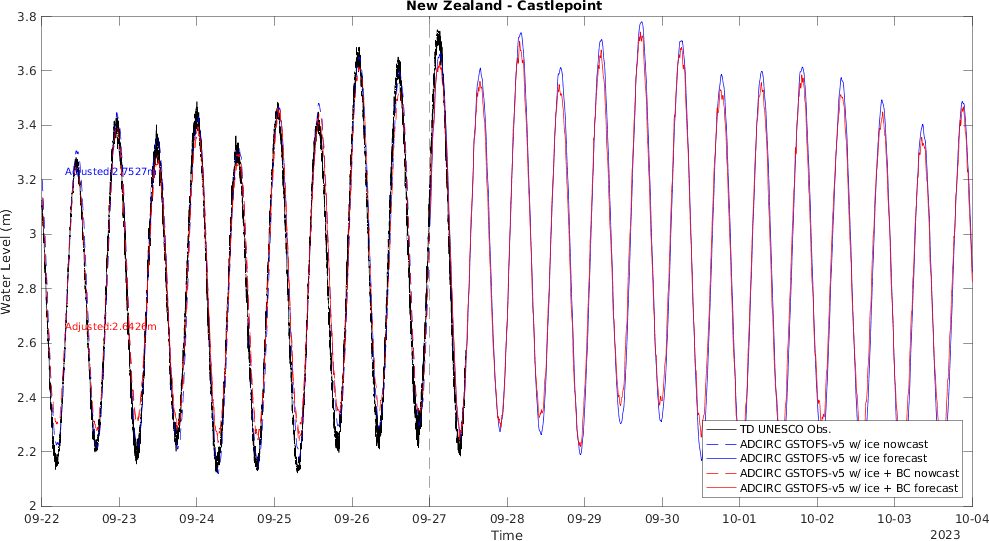 New Zealand - Castlepoint
3.8
3.6
3.4
3.2
3
2.8
2.6
2.4
2.2
2
Water Level (m)
Adjusted:2.7527m
Adjusted:2.6426m
TD UNESCO Obs.
ADCIRC GSTOFS-v5 w/ ice nowcast
ADCIRC GSTOFS-v5 w/ ice forecast
ADCIRC GSTOFS-v5 w/ ice + BC nowcast
ADCIRC GSTOFS-v5 w/ ice + BC forecast
09-22 09-23 09-24 09-25 09-26 09-27 09-28 09-29 09-30 10-01 10-02 10-03 10-04
Time
2023